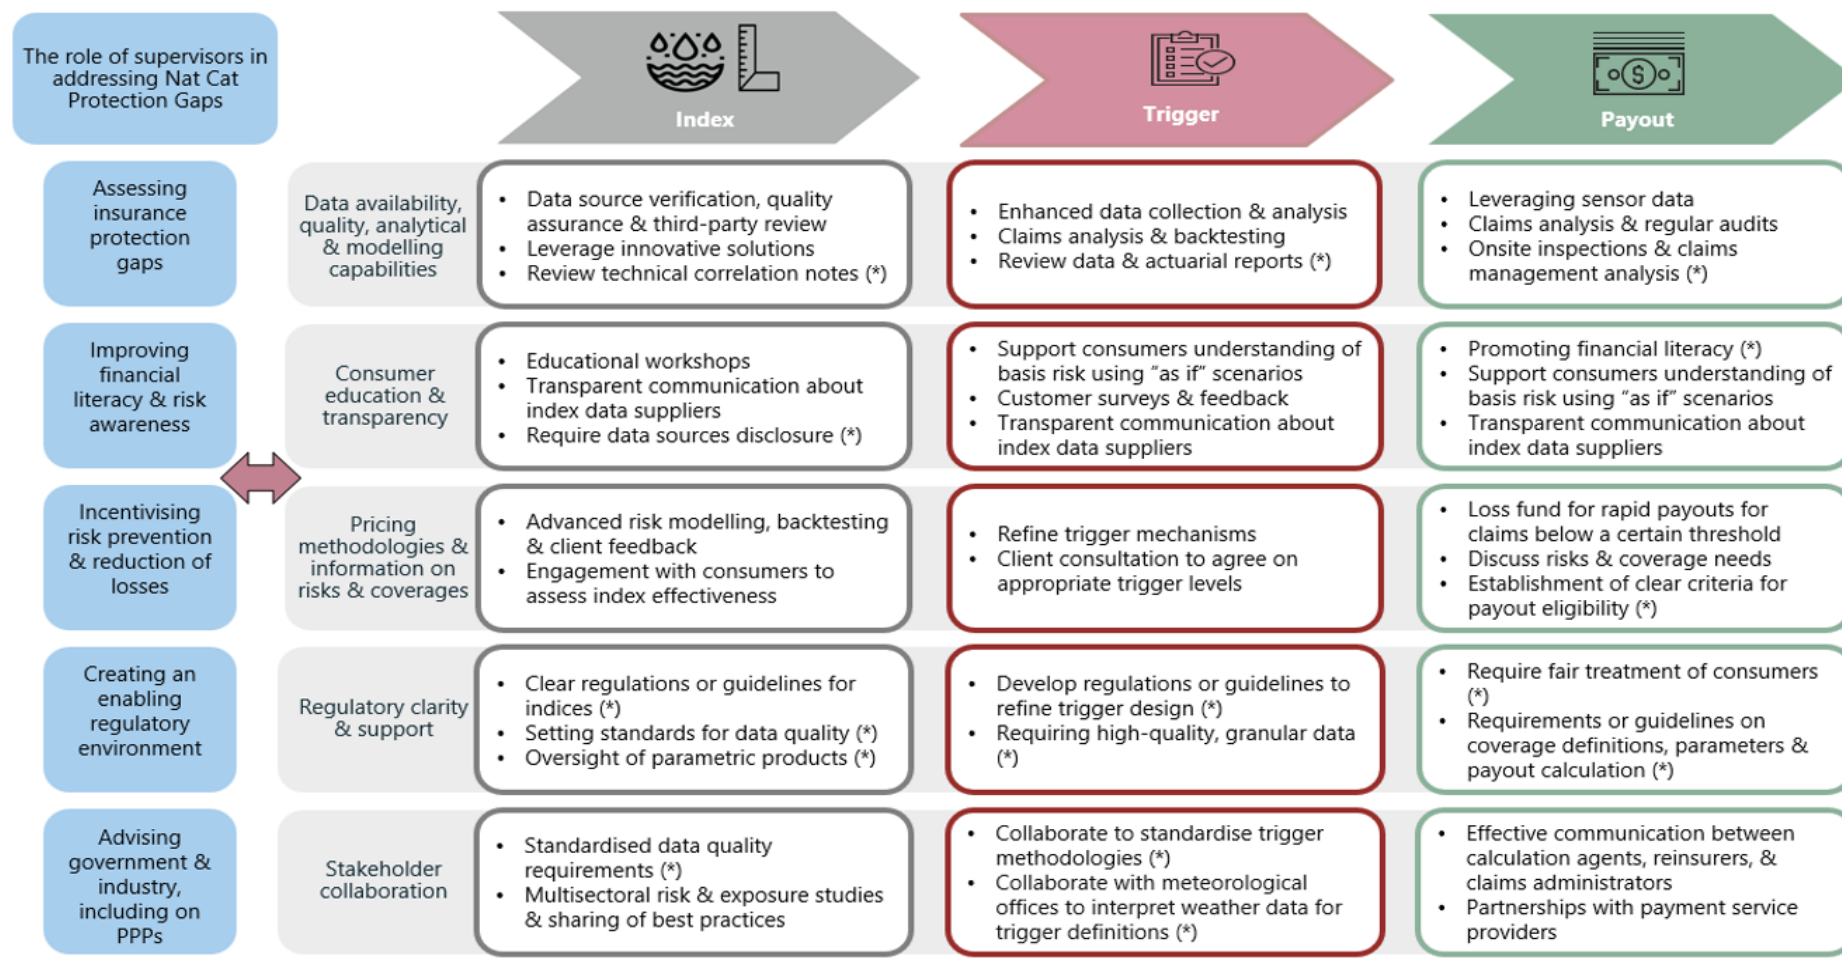 The role of supervisors in
addressing Nat Cat
Protection Gaps
Index
Trigger
Payout
Assessing
insurance
protection
gaps
Data availability,
quality, analytical
& modelling
capabilities
• Data source verification, quality
assurance & third-party review
• Leverage innovative solutions
• Review technical correlation notes (*)
• Enhanced data collection & analysis
• Claims analysis & backtesting
• Review data & actuarial reports (*)
• Leveraging sensor data
• Claims analysis & regular audits
• Onsite inspections & claims
management analysis (*)
Improving
financial
literacy & risk
awareness
Consumer
education &
transparency
• Educational workshops
• Transparent communication about
index data suppliers
• Require data sources disclosure (*)
• Support consumers understanding of
basis risk using “as if” scenarios
• Customer surveys & feedback
• Transparent communication about
index data suppliers
• Promoting financial literacy (*)
• Support consumers understanding of
basis risk using “as if” scenarios
• Transparent communication about
index data suppliers
Incentivising
risk prevention
& reduction of
losses
Pricing
methodologies &
information on
risks & coverages
• Advanced risk modelling, backtesting
& client feedback
• Engagement with consumers to
assess index effectiveness
• Refine trigger mechanisms
• Client consultation to agree on
appropriate trigger levels
• Loss fund for rapid payouts for
claims below a certain threshold
• Discuss risks & coverage needs
• Establishment of clear criteria for
payout eligibility (*)
Creating an
enabling
regulatory
environment
Regulatory clarity
& support
• Clear regulations or guidelines for
indices (*)
• Setting standards for data quality (*)
• Oversight of parametric products (*)
• Develop regulations or guidelines to
refine trigger design (*)
• Requiring high-quality, granular data
(*)
• Require fair treatment of consumers
(*)
• Requirements or guidelines on
coverage definitions, parameters &
payout calculation (*)
Advising
government &
industry,
including on
PPPs
Stakeholder
collaboration
• Standardised data quality
requirements (*)
• Multisectoral risk & exposure studies
& sharing of best practices
• Collaborate to standardise trigger
methodologies (*)
• Collaborate with meteorological
offices to interpret weather data for
trigger definitions (*)
• Effective communication between
calculation agents, reinsurers, &
claims administrators
• Partnerships with payment service
providers